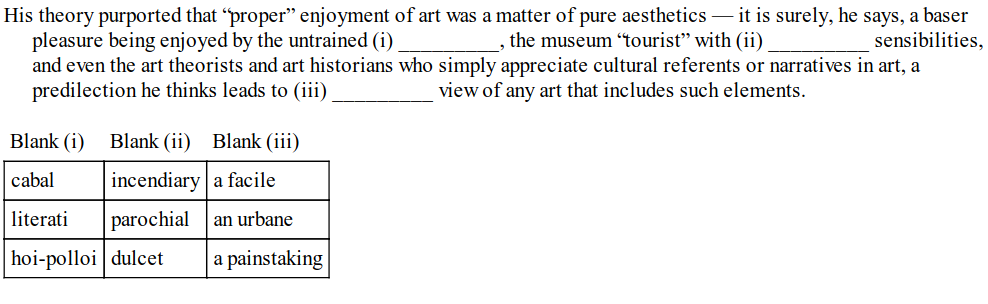 His theory purported that “proper” enjoyment of art was a matter of pure aesthetics — it is surely, he says, a baser
pleasure being enjoyed by the untrained (i) __________, the museum “tourist” with (ii) __________ sensibilities,
and even the art theorists and art historians who simply appreciate cultural referents or narratives in art, a
predilection he thinks leads to (iii) __________ view of any art that includes such elements.
Blank (i) Blank (ii) Blank (iii)
cabal incendiary a facile
literati parochial an urbane
hoi-polloi dulcet a painstaking